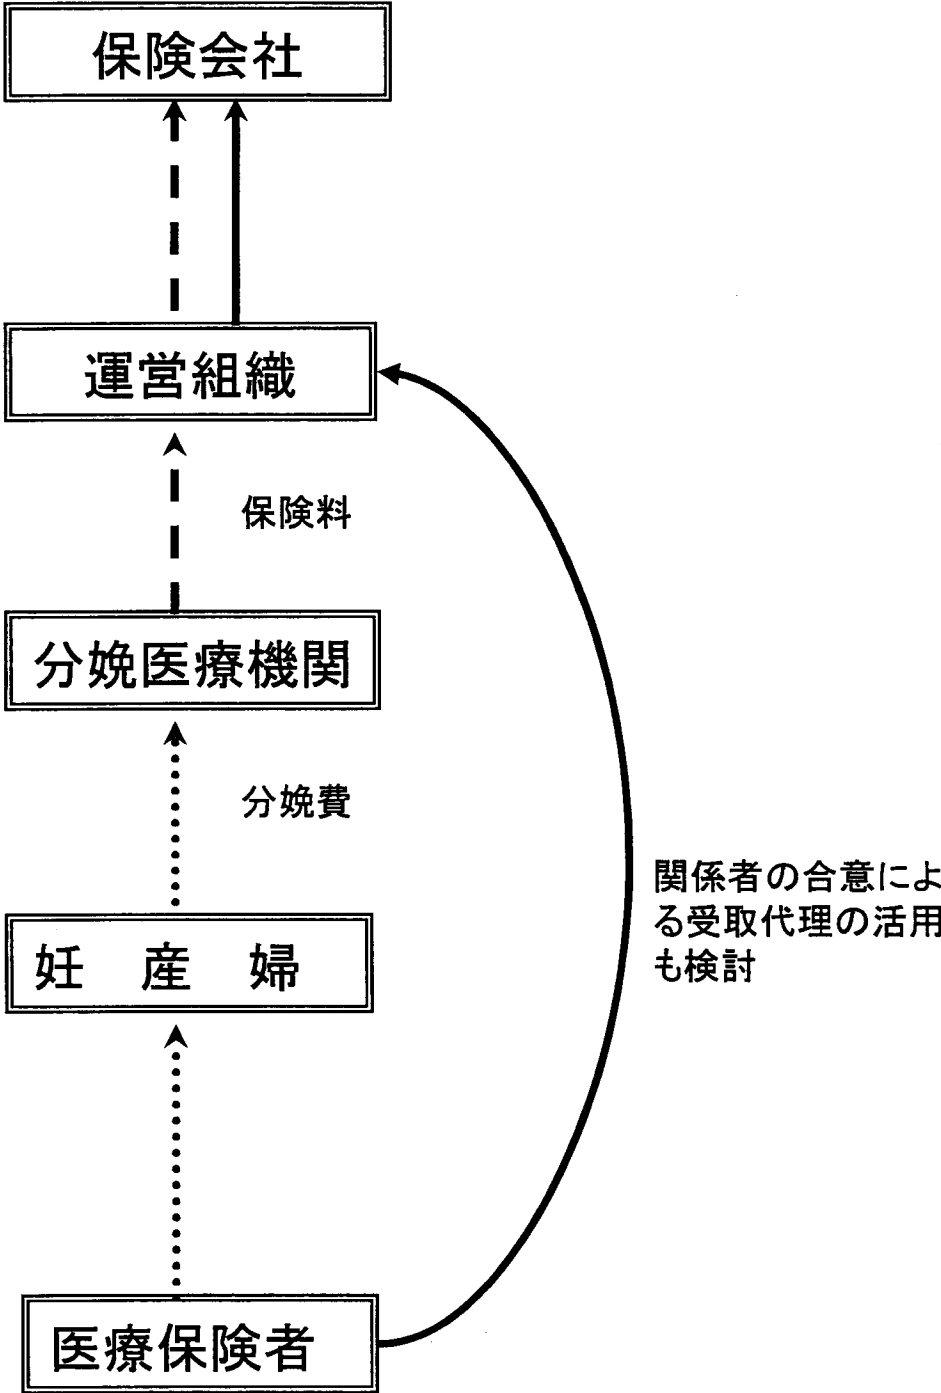 保険会社
運営組織
保険料
分娩医療機関
分娩費
妊　産　婦
関係者の合意によ
る受取代理の活用
も検討
医療保険者